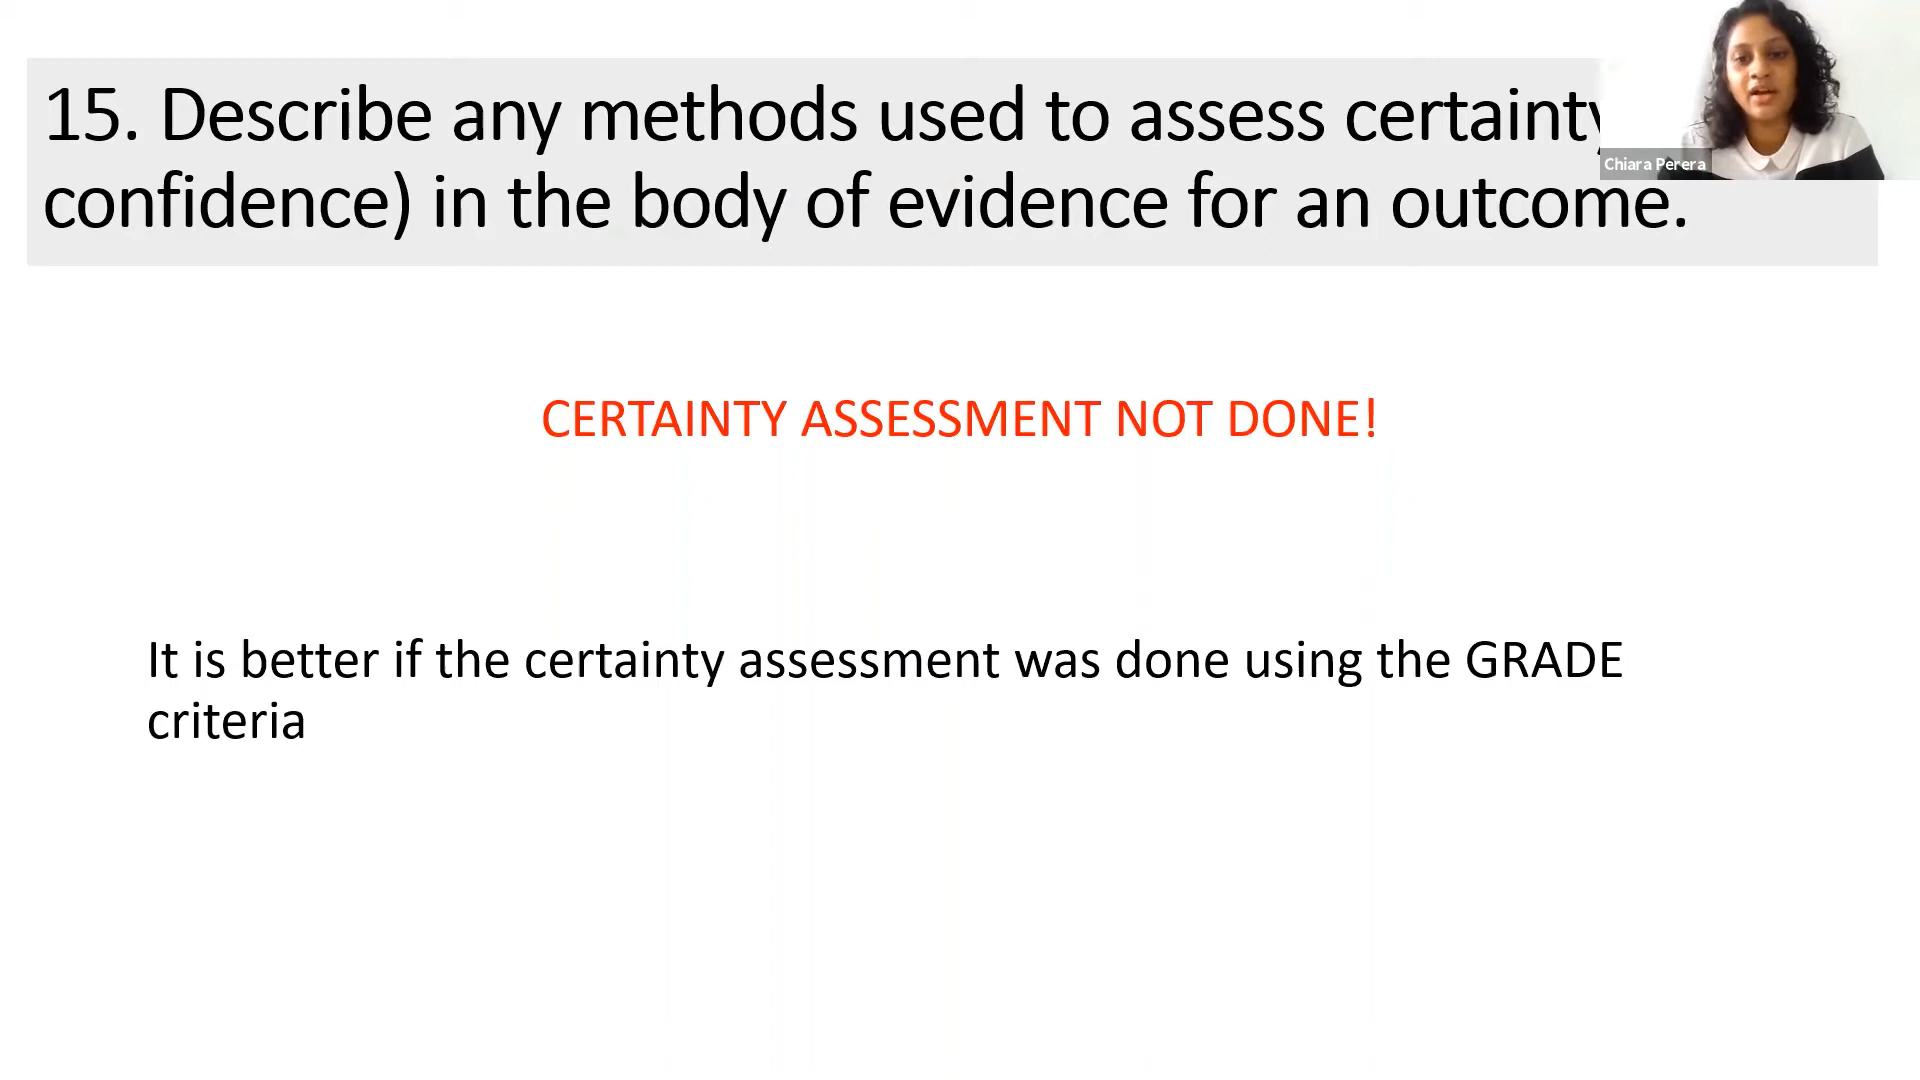 15. Describe any methods used to assess certainty
Chiara Perera
confidence) in the body of evidence for an outcome.
CERTAINTY ASSESSMENT NOT DONE!
It is better if the certainty assessment was done using the GRADE
criteria